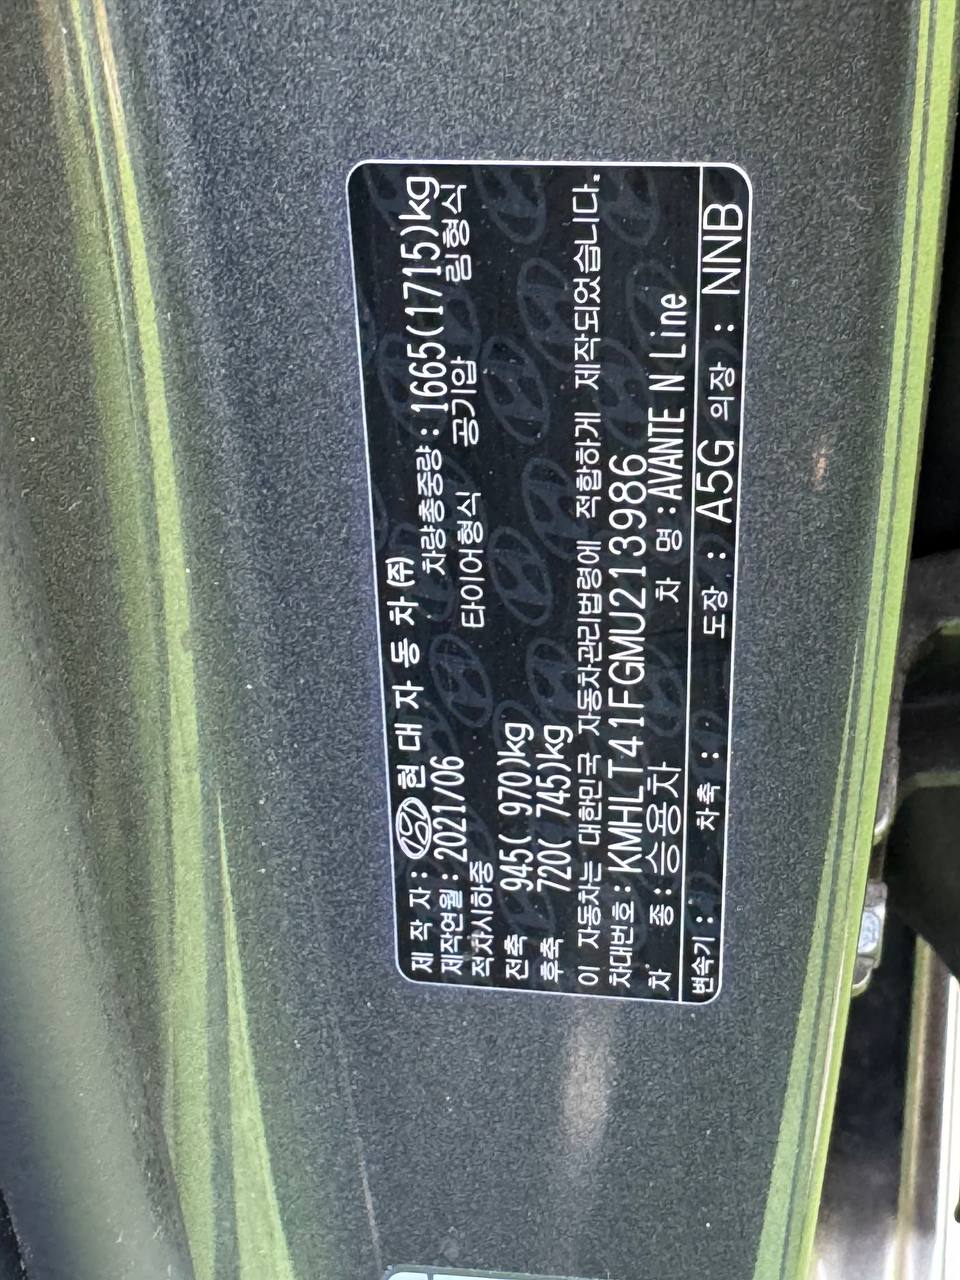 제 작 자 : 현 대 자 동 차 (주)
제작연월 : 2021/06 차량총중량 : 1665(1715)kg
적차시하중 타이어형식 공기압 림형식
전축 945( 970)kg
후축 720( 745)kg
이 자동차는 대한민국 자동차관리법령에 적합하게 제작되었습니다.
차대번호 : KMHLT41FGMU213986
차 종 : 승용차 차 명 : AVANTE N Line
변속기 : 차축 : 도장 : A5G 의장 : NNB